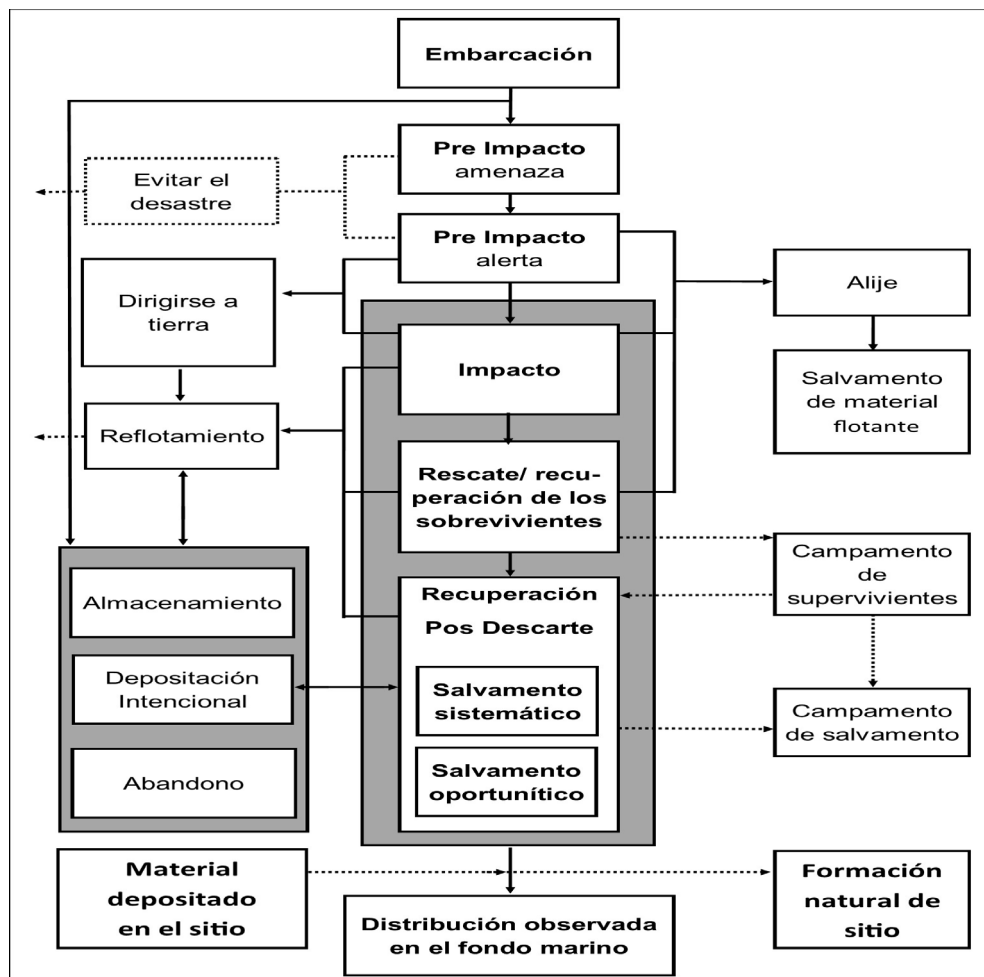 Embarcación
Pre Impacto
amenaza
Evitar el
desastre
Pre Impacto
alerta
Dirigirse a
tierra
Alije
Impacto
Salvamento
de material
flotante
Reflotamiento
Rescate/ recu-
peración de los
sobrevivientes
Campamento
de
supervivientes
Almacenamiento
Recuperación
Pos Descarte
Depositación
Intencional
Salvamento
sistemático
Campamento
de salvamento
Abandono
Salvamento
oportunítico
Material
depositado
en el sitio
Formación
natural de
sitio
Distribución observada
en el fondo marino